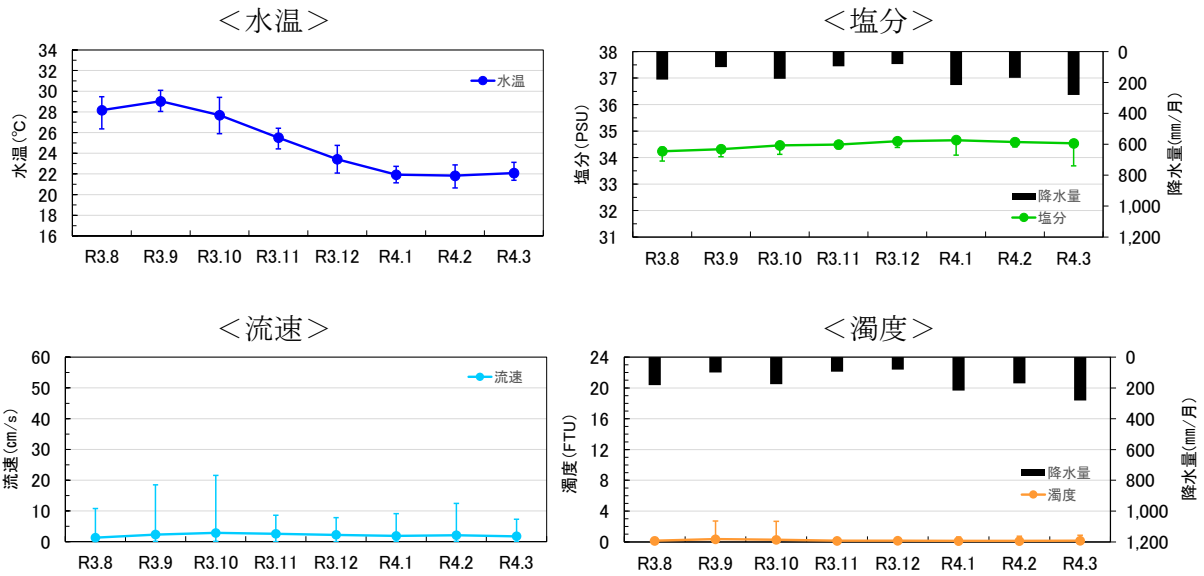 ＜水温＞
34
32
30
28
26
24
22
20
18
16
水温(℃)
水温
R3.8 R3.9 R3.10 R3.11 R3.12 R4.1 R4.2 R4.3
＜塩分＞
38
37
36
35
34
33
32
31
塩分(PSU)
0
200
400
600
800
1,000
1,200
降水量(㎜/月)
降水量
塩分
R3.8 R3.9 R3.10 R3.11 R3.12 R4.1 R4.2 R4.3
＜流速＞
60
50
40
30
20
10
0
流速(cm/s)
流速
R3.8 R3.9 R3.10 R3.11 R3.12 R4.1 R4.2 R4.3
＜濁度＞
24
20
16
12
8
4
0
濁度(FTU)
0
200
400
600
800
1,000
1,200
降水量(㎜/月)
降水量
濁度
R3.8 R3.9 R3.10 R3.11 R3.12 R4.1 R4.2 R4.3